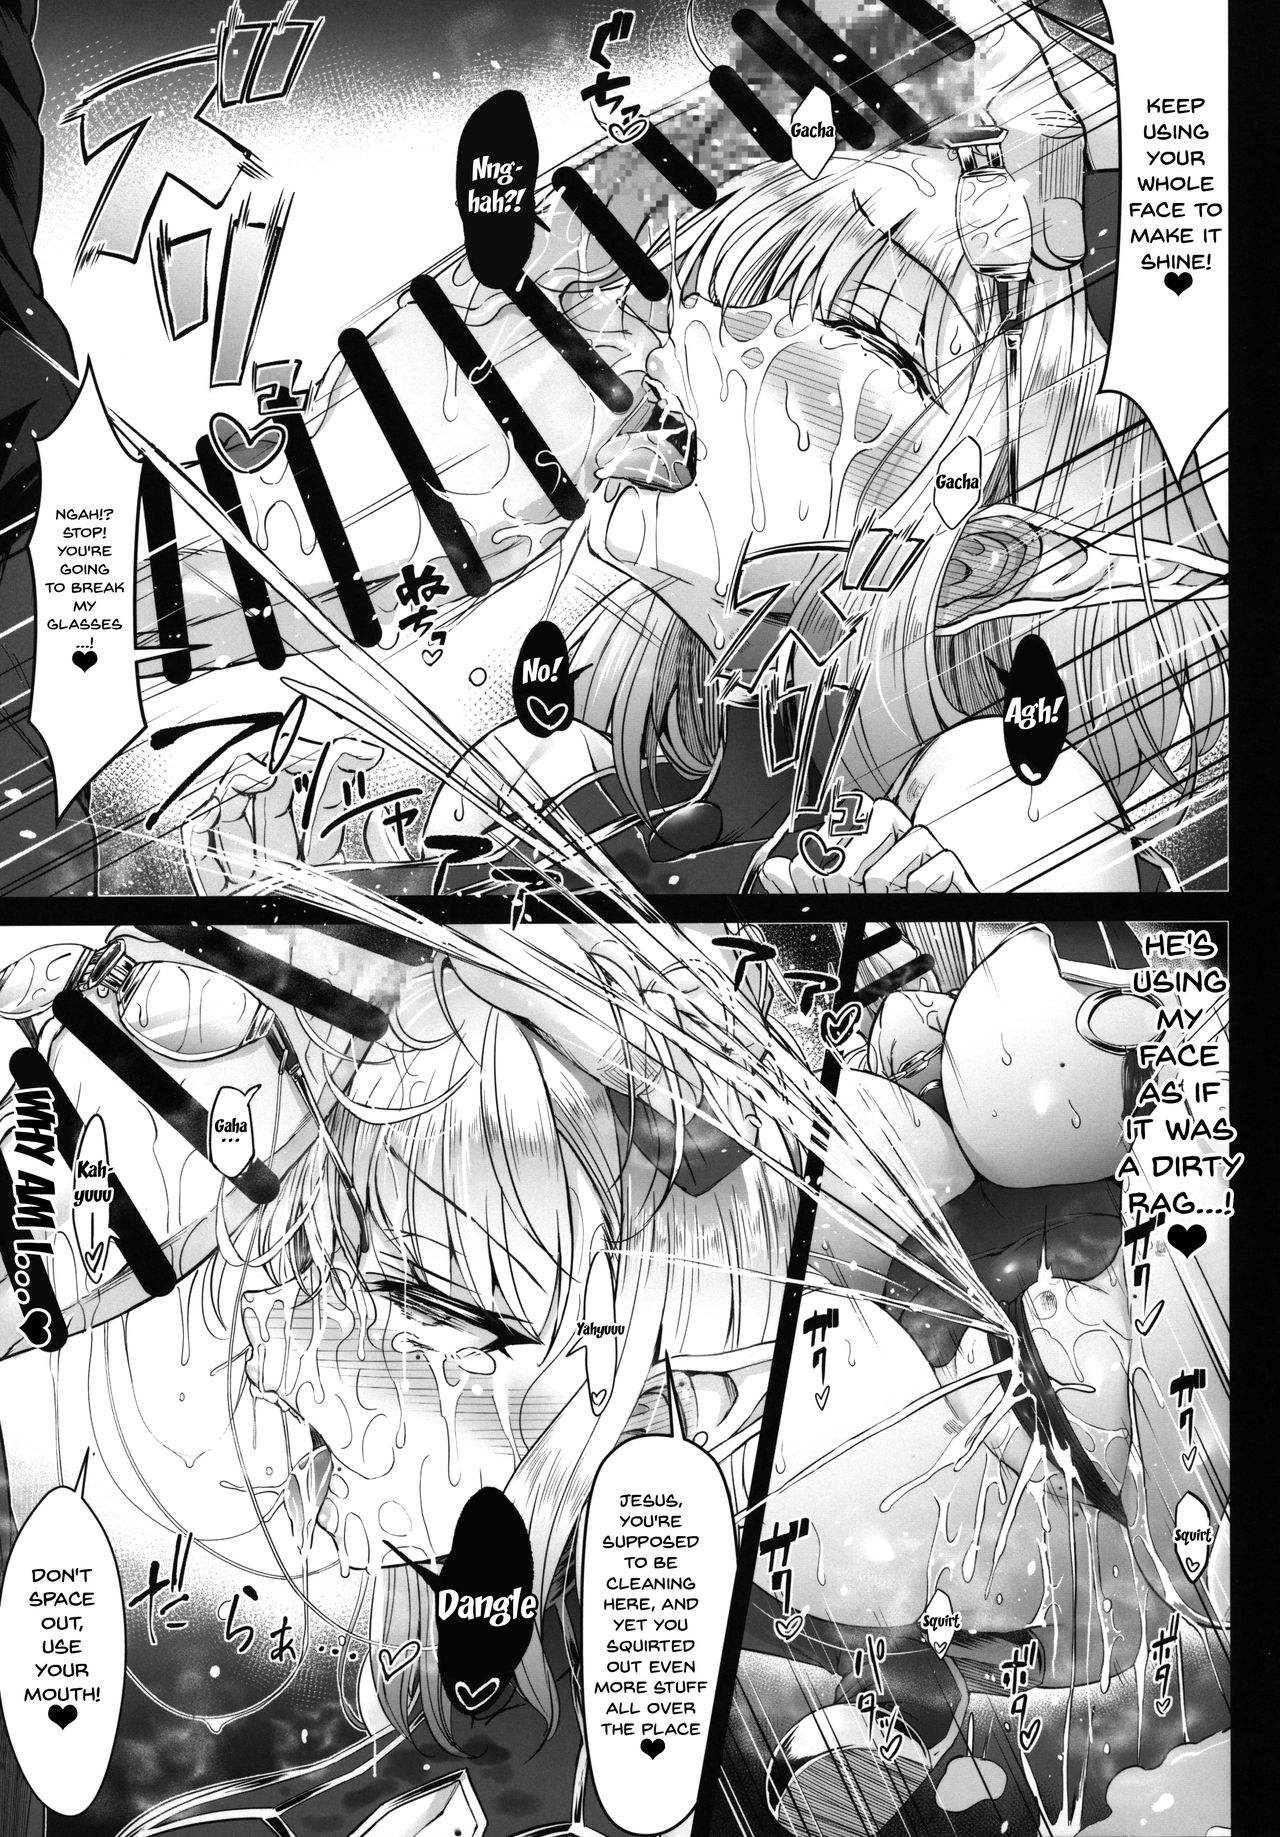 KEEP
USING
YOUR
WHOLE
FACE TO
MAKE IT
SHINE!
Gacha
Nng-
hah?!
Gacha
NGAH!?
STOP!
YOU'RE
GOING
TO BREAK
MY
GLASSES
...!
No!
Agh!
ぐちっ
ねちっ
HE'S
USING
MY
FACE
AS IF
IT WAS
A DIRTY
RAG...!
Squirt
Squirt
Gaha
...
Kah-
yuuu
WHY AM I...
Yahyuuu
JESUS,
YOU'RE
SUPPOSED
TO BE
CLEANING
HERE, AND
YET YOU
SQUIRTED
OUT EVEN
MORE STUFF
ALL OVER
THE PLACE
Dangle
だらぁ…
DON'T
SPACE
OUT,
USE
YOUR
MOUTH!